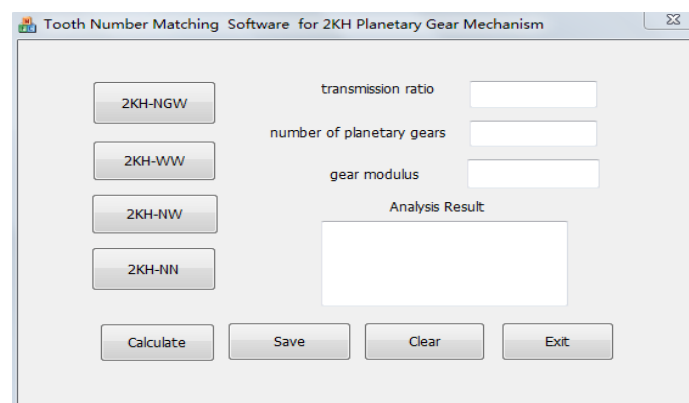 Tooth Number Matching Software for 2KH Planetary Gear Mechanism
2KH-NGW
transmission ratio
number of planetary gears
2KH-WW
gear modulus
2KH-NW
Analysis Result
2KH-NN
Calculate Save Clear Exit